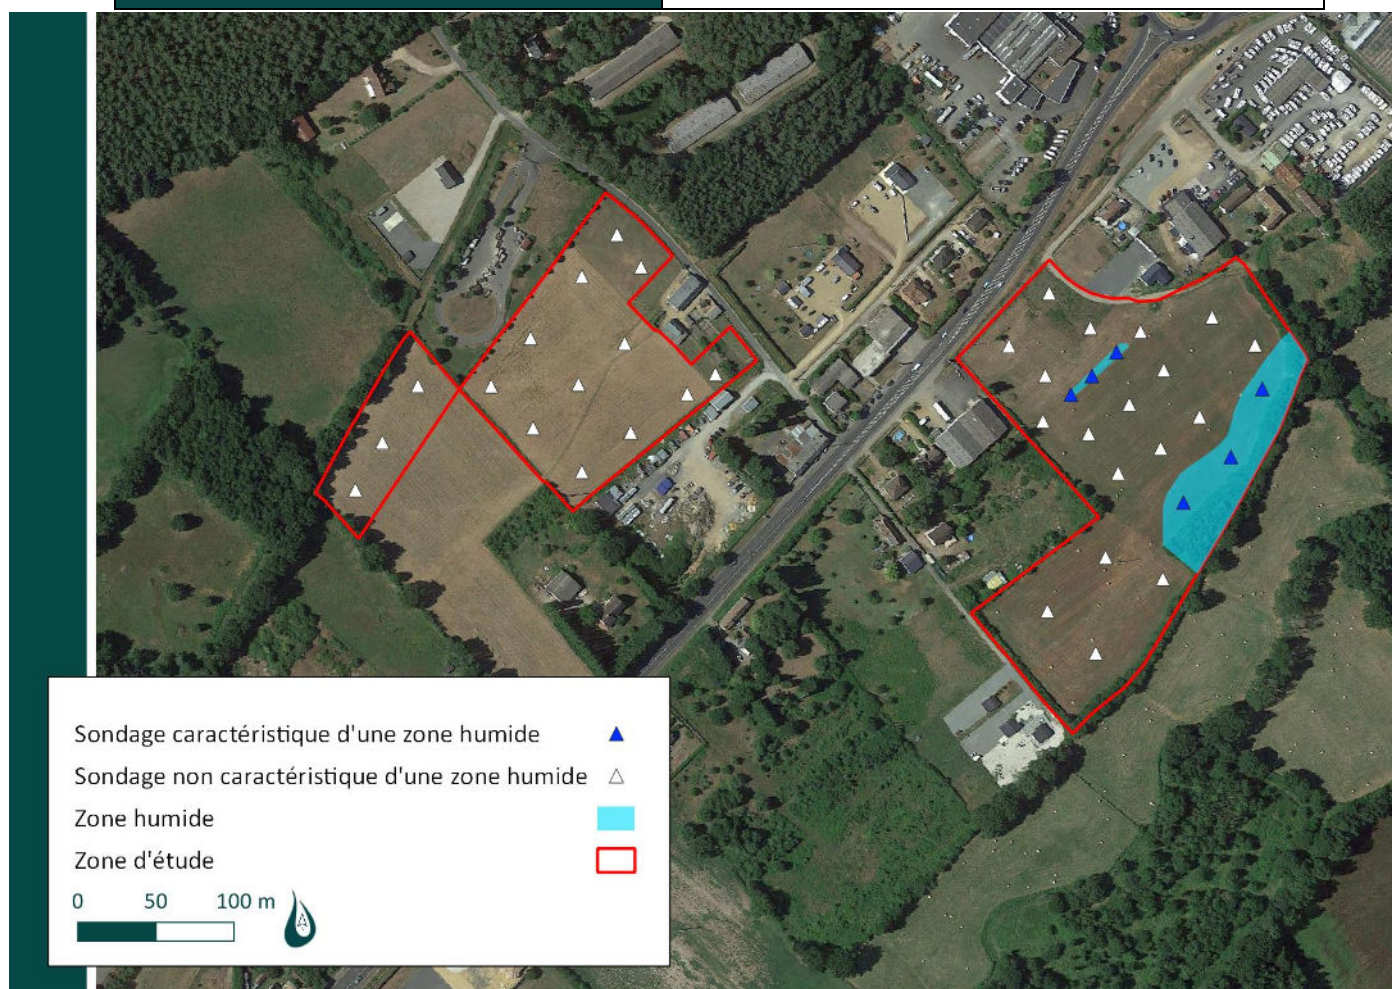 Sondage caractéristique d'une zone humide
Sondage non caractéristique d'une zone humide
Zone humide
Zone d'étude
0 50 100 m